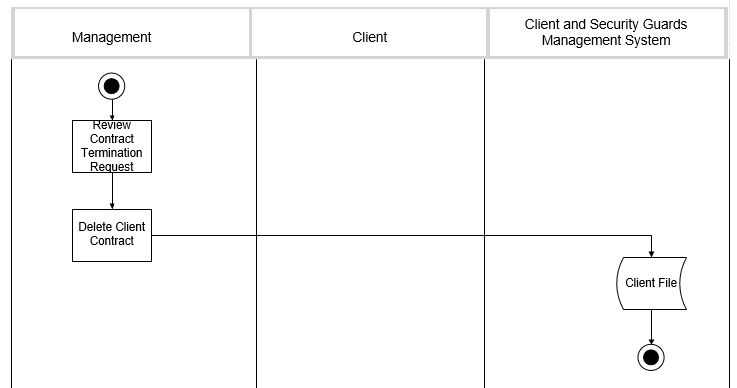 Management
Client
Client and Security Guards
Management System
Review
Contract
Termination
Request
Delete Client
Contract
Client File